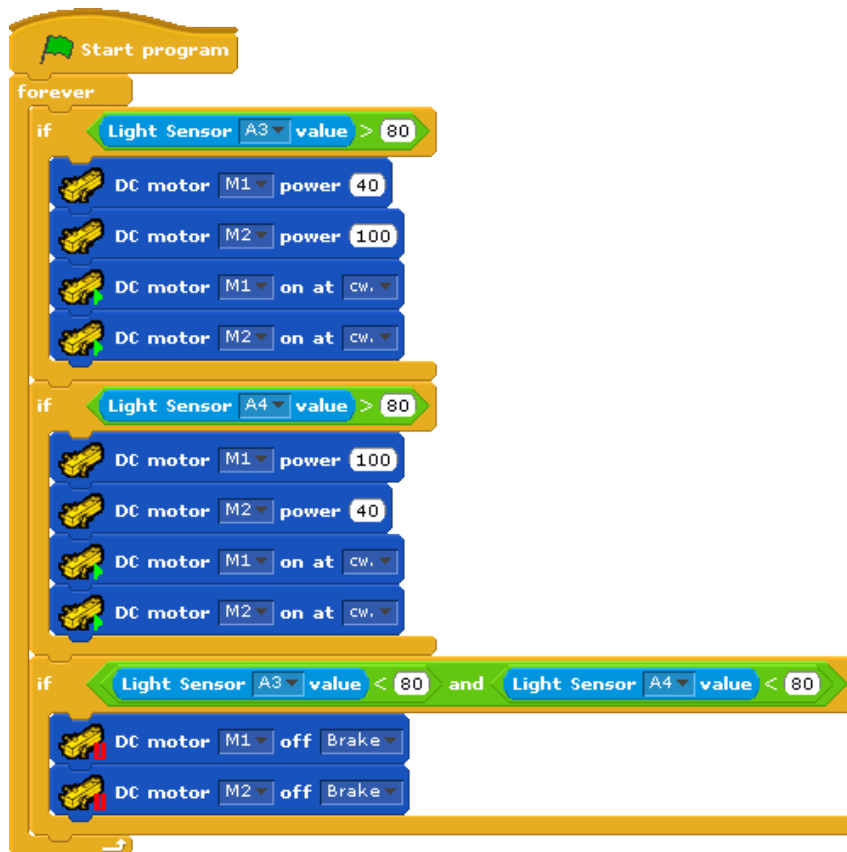 Start program
forever
if Light Sensor A3 value > 80
DC motor M1 power 40
DC motor M2 power 100
DC motor M1 on at cw.
DC motor M2 on at cw.
if Light Sensor A4 value > 80
DC motor M1 power 100
DC motor M2 power 40
DC motor M1 on at cw.
DC motor M2 on at cw.
if Light Sensor A3 value < 80 and Light Sensor A4 value < 80
DC motor M1 off Brake
DC motor M2 off Brake